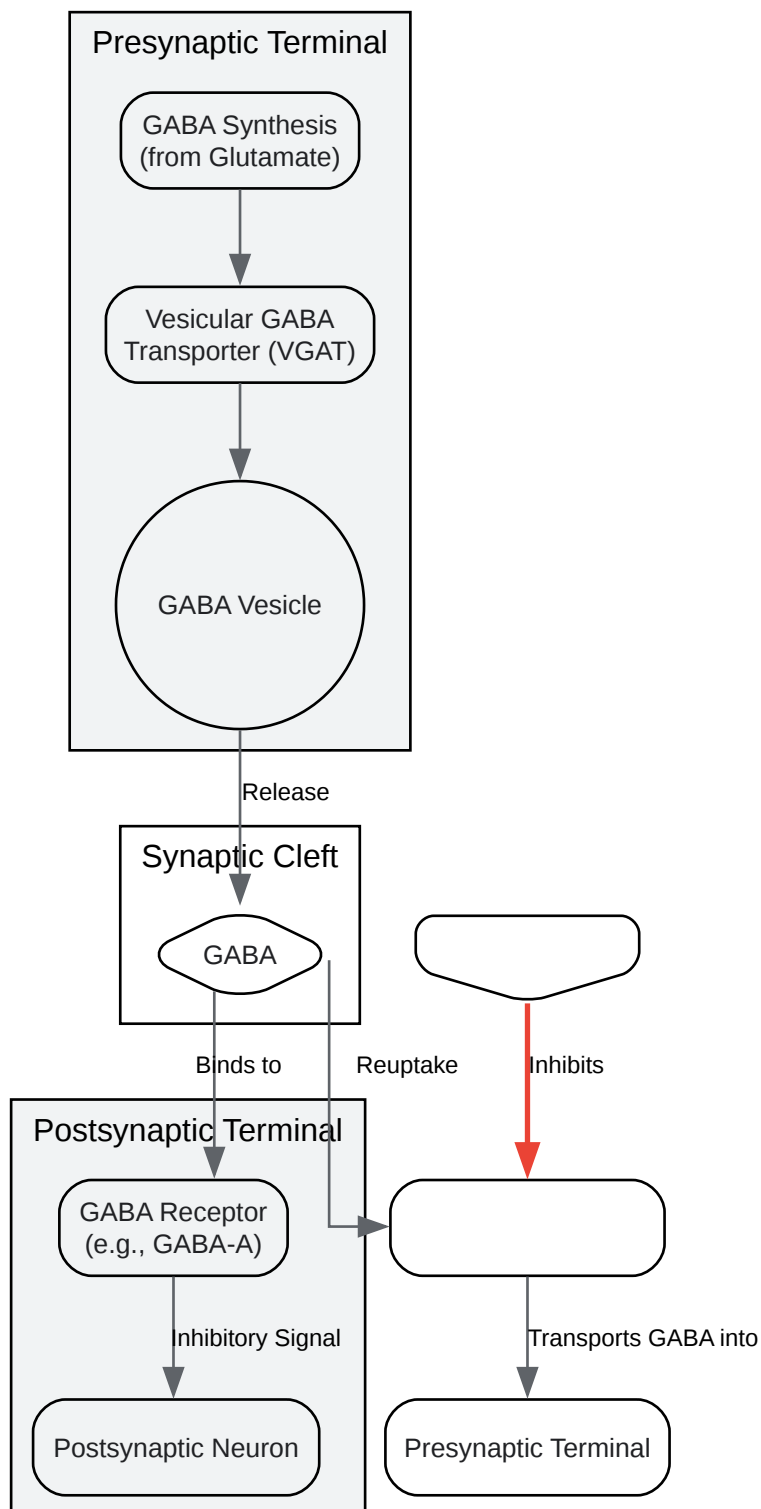 Presynaptic Terminal
GABA Synthesis
(from Glutamate)
Vesicular GABA
Transporter (VGAT)
GABA Vesicle
Release
Synaptic Cleft
GABA
Binds to
Reuptake
Inhibits
Postsynaptic Terminal
GABA Receptor
(e.g., GABA-A)
Inhibitory Signal
Transports GABA into
Postsynaptic Neuron
Presynaptic Terminal